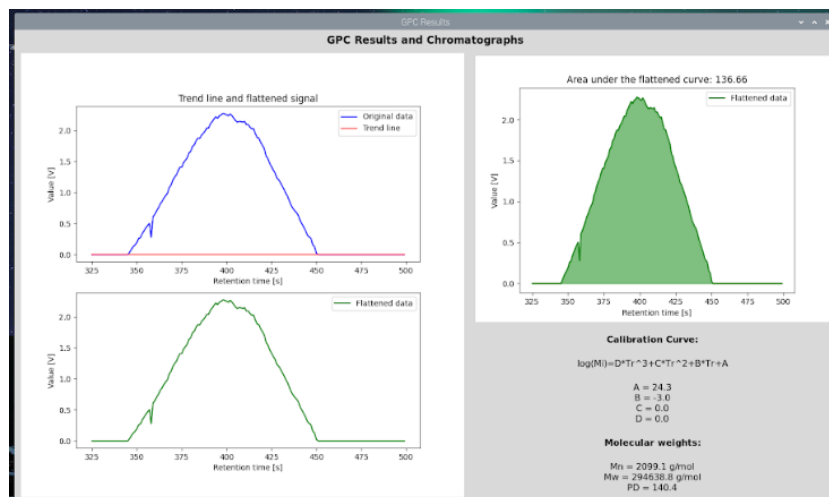 GPC Results
GPC Results and Chromatographs
Trend line and flattened signal
Original data
Trend line
Value [V]
2.0
1.5
1.0
0.5
0.0
325 350 375 400 425 450 475 500
Retention time [s]
Flattened data
Value [V]
2.0
1.5
1.0
0.5
0.0
325 350 375 400 425 450 475 500
Retention time [s]
Area under the flattened curve: 136.66
Flattened data
Value [V]
2.0
1.5
1.0
0.5
0.0
325 350 375 400 425 450 475 500
Retention time [s]
Calibration Curve:
log(Mi)=D*Tr^3+C*Tr^2+B*Tr+A
A = 24.3
B = -3.0
C = 0.0
D = 0.0
Molecular weights:
Mn = 2099.1 g/mol
Mw = 294638.8 g/mol
PD = 140.4